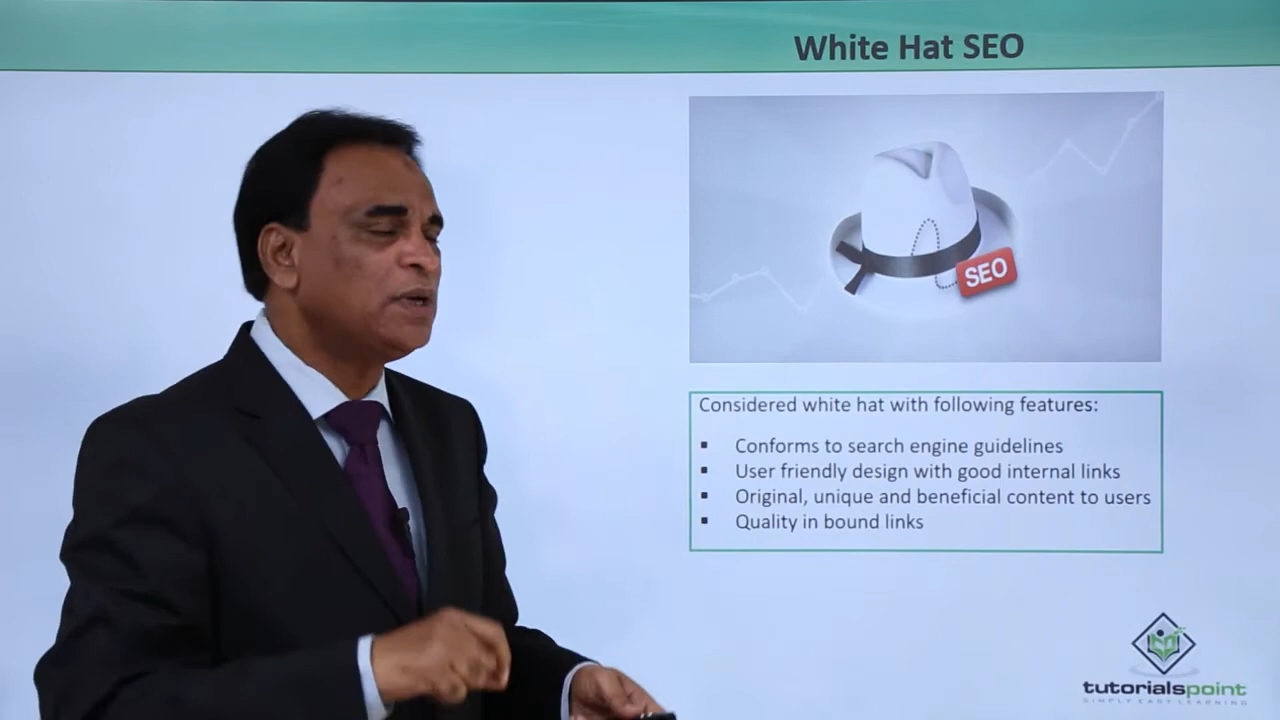 White Hat SEO
SEO
Considered white hat with following features:
▪ Conforms to search engine guidelines
▪ User friendly design with good internal links
▪ Original, unique and beneficial content to users
▪ Quality in bound links
tutorialspoint
SIMPLY EASY LEARNING